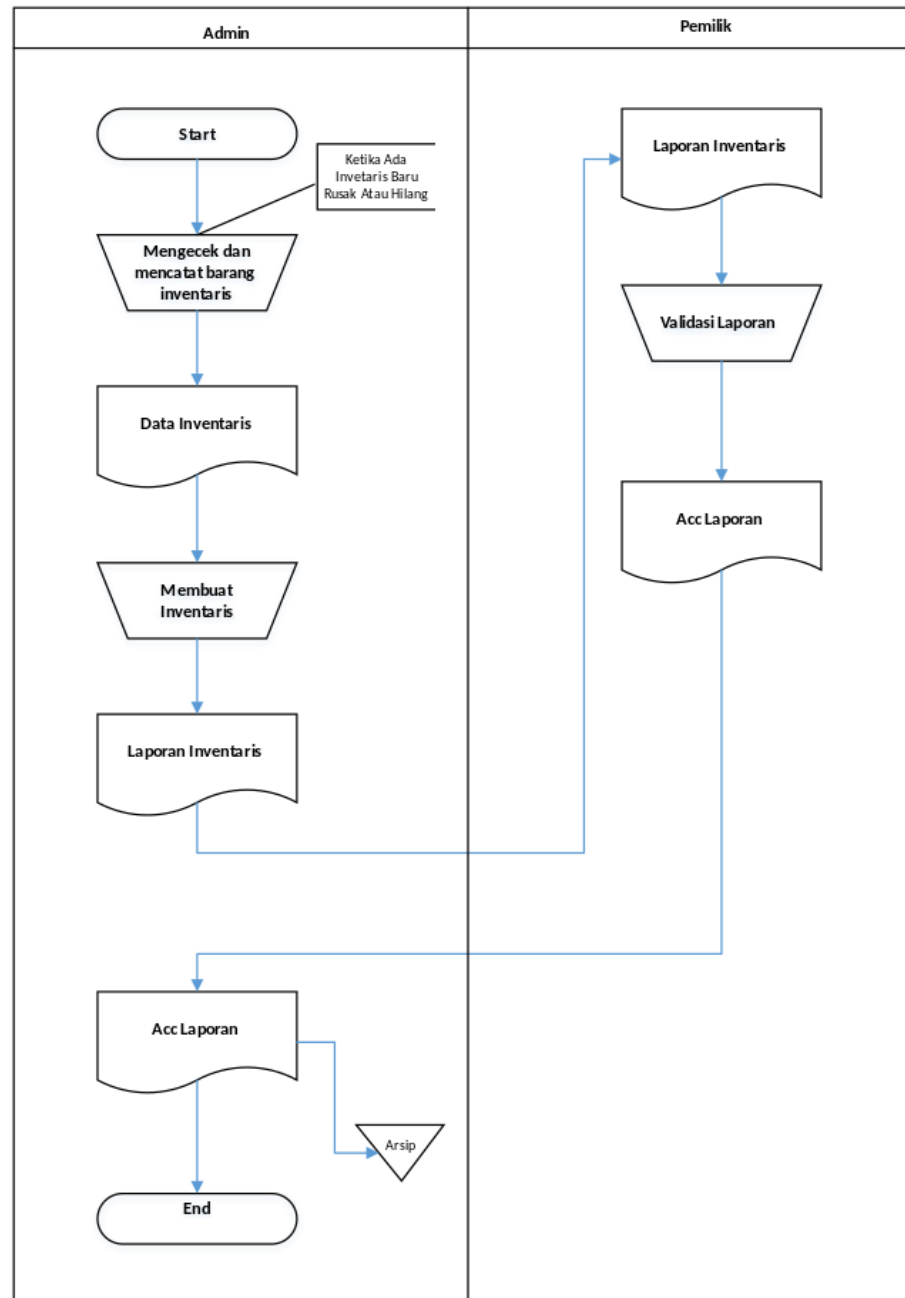 Admin
Pemilik
Start
Ketika Ada
Invetaris Baru
Rusak Atau Hilang
Mengecek dan
mencatat barang
inventaris
Data Inventaris
Membuat
Inventaris
Laporan Inventaris
Laporan Inventaris
Validasi Laporan
Acc Laporan
Acc Laporan
Arsip
End